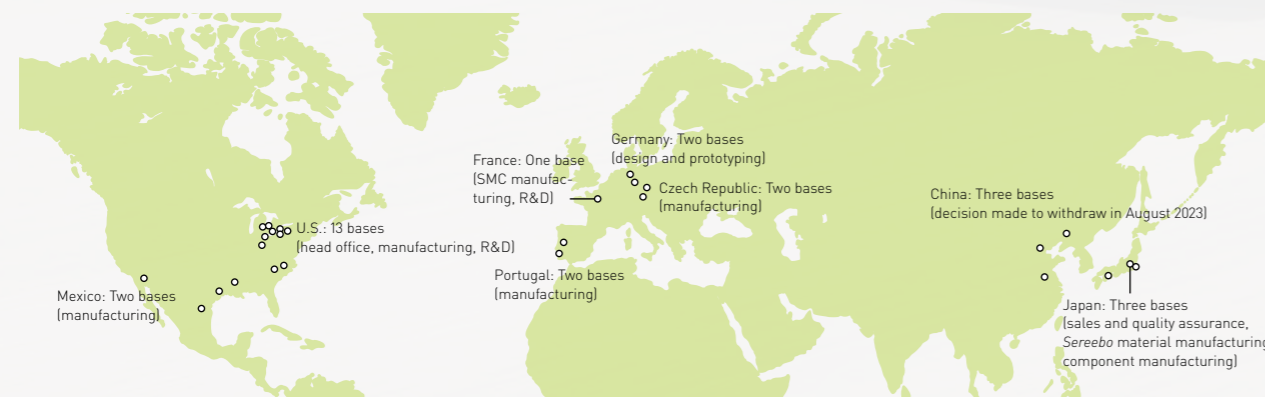 Germany: Two bases
(design and prototyping)
France: One base
(SMC manufac-
turing, R&D)
Czech Republic: Two bases
(manufacturing)
China: Three bases
(decision made to withdraw in August 2023)
U.S.: 13 bases
(head office, manufacturing, R&D)
Portugal: Two bases
(manufacturing)
Mexico: Two bases
(manufacturing)
Japan: Three bases
(sales and quality assurance,
Sereebo material manufacturing
component manufacturing)